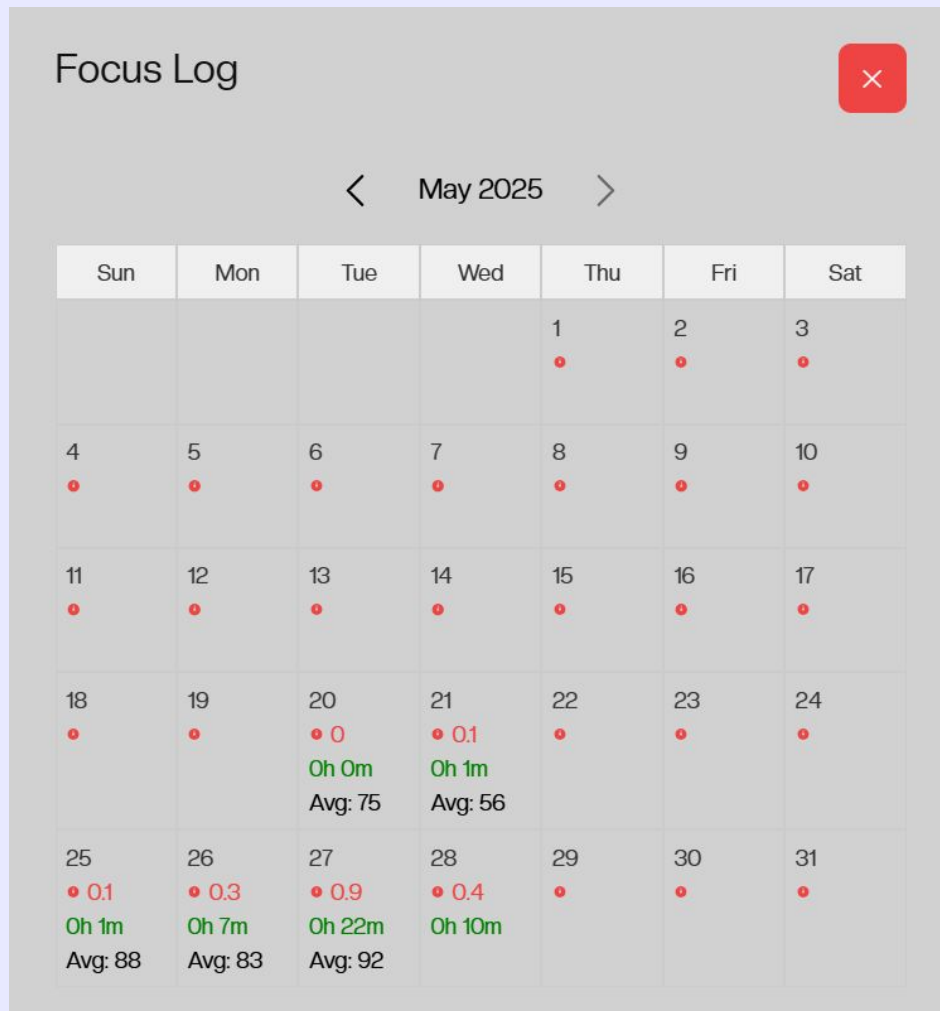 Focus Log
May 2025
Sun Mon Tue Wed Thu Fri Sat
1 2 3
4 5 6 7 8 9 10
11 12 13 14 15 16 17
18 19 20 21 22 23 24
0 0.1
0h 0m 0h 1m
Avg: 75 Avg: 56
25 26 27 28 29 30 31
0.1 0.3 0.9 0.4
0h 1m 0h 7m 0h 22m 0h 10m
Avg: 88 Avg: 83 Avg: 92